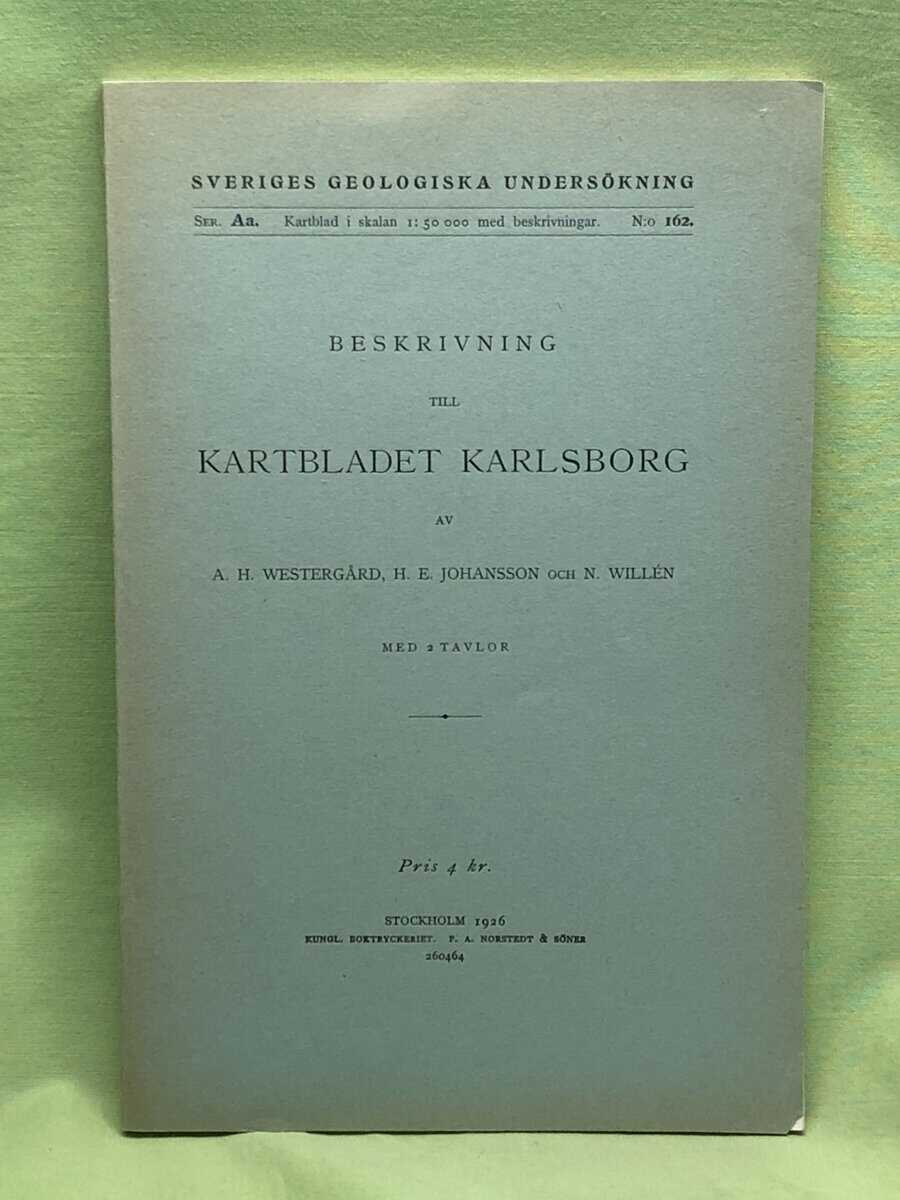 SVERIGES GEOLOGISKA UNDERSÖKNING
SER. Aa. Kartblad i skalan 1:50 000 med beskrivningar. N:o 162.
BESKRIVNING
TILL
KARTBLADET KARLSBORG
AV
A. H. WESTERGÅRD, H. E. JOHANSSON OCH N. WILLÉN
MED 2 TAVLOR
Pris 4 kr.
STOCKHOLM 1926
KUNGL. BOKTRYCKERIET. P. A. NORSTEDT & SÖNER
260464